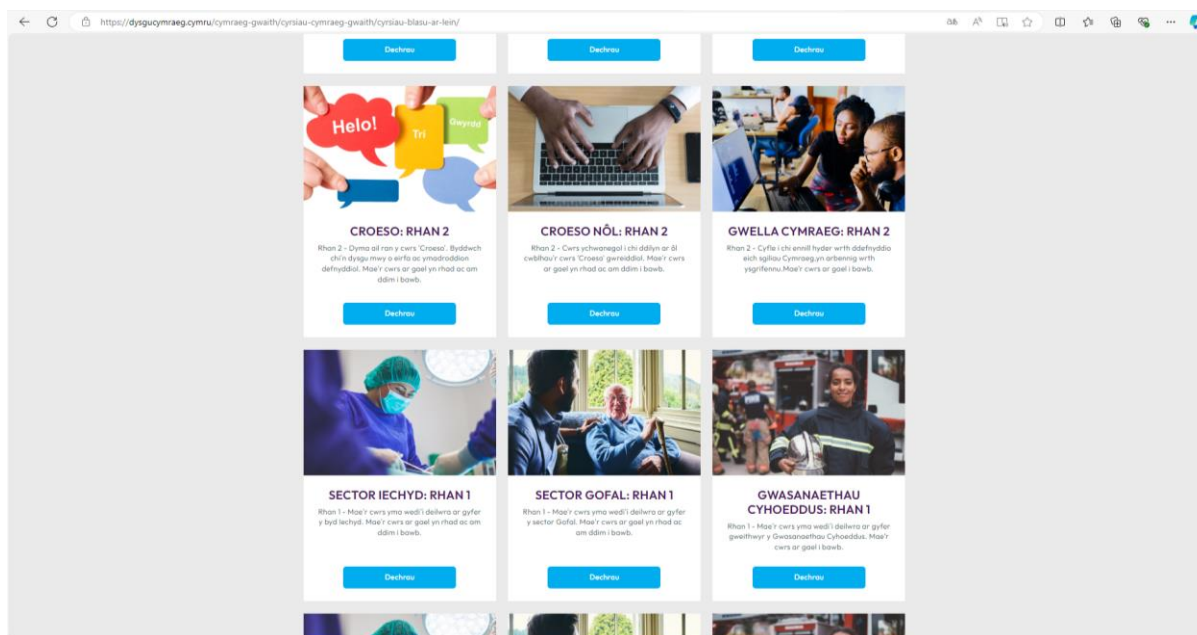 https://dysgucymraeg.cymru/cymraeg-gwaith/cyrsiau-cymraeg-gwaith/cyrsiau-blasu-ar-lein/
Dechrau
Dechrau
Dechrau
Helo!
Tri
Gwyrdd
CROESO: RHAN 2
Rhan 2 - Dyma ail ran y cwrs 'Croeso'. Byddwch
chi'n dysgu mwy o eirfa ac ymadroddion
defnyddiol. Mae'r cwrs ar gael yn rhad ac am
ddim i bawb.
Dechrau
CROESO NÔL: RHAN 2
Rhan 2 - Cwrs ychwanegol i chi ddilyn ar ôl
cwblhau'r cwrs 'Croeso' gwreiddiol. Mae'r cwrs
ar gael yn rhad ac am ddim i bawb.
Dechrau
GWELLA CYMRAEG: RHAN 2
Rhan 2 - Cyfle i chi ennill hyder wrth ddefnyddio
eich sgiliau Cymraeg,yn arbennig wrth
ysgrifennu.Mae'r cwrs ar gael i bawb.
Dechrau
SECTOR IECHYD: RHAN 1
Rhan 1 - Mae'r cwrs yma wedi'i deilwro ar gyfer
y byd Iechyd. Mae'r cwrs ar gael yn rhad ac am
ddim i bawb.
Dechrau
SECTOR GOFAL: RHAN 1
Rhan 1 - Mae'r cwrs yma wedi'i deilwro ar gyfer
y sector Gofal. Mae'r cwrs ar gael yn rhad ac
am ddim i bawb.
Dechrau
GWASANAETHAU
CYHOEDDUS: RHAN 1
Rhan 1 - Mae'r cwrs yma wedi'i deilwro ar gyfer
gweithwyr y Gwasanaethau Cyhoeddus. Mae'r
cwrs ar gael i bawb.
Dechrau